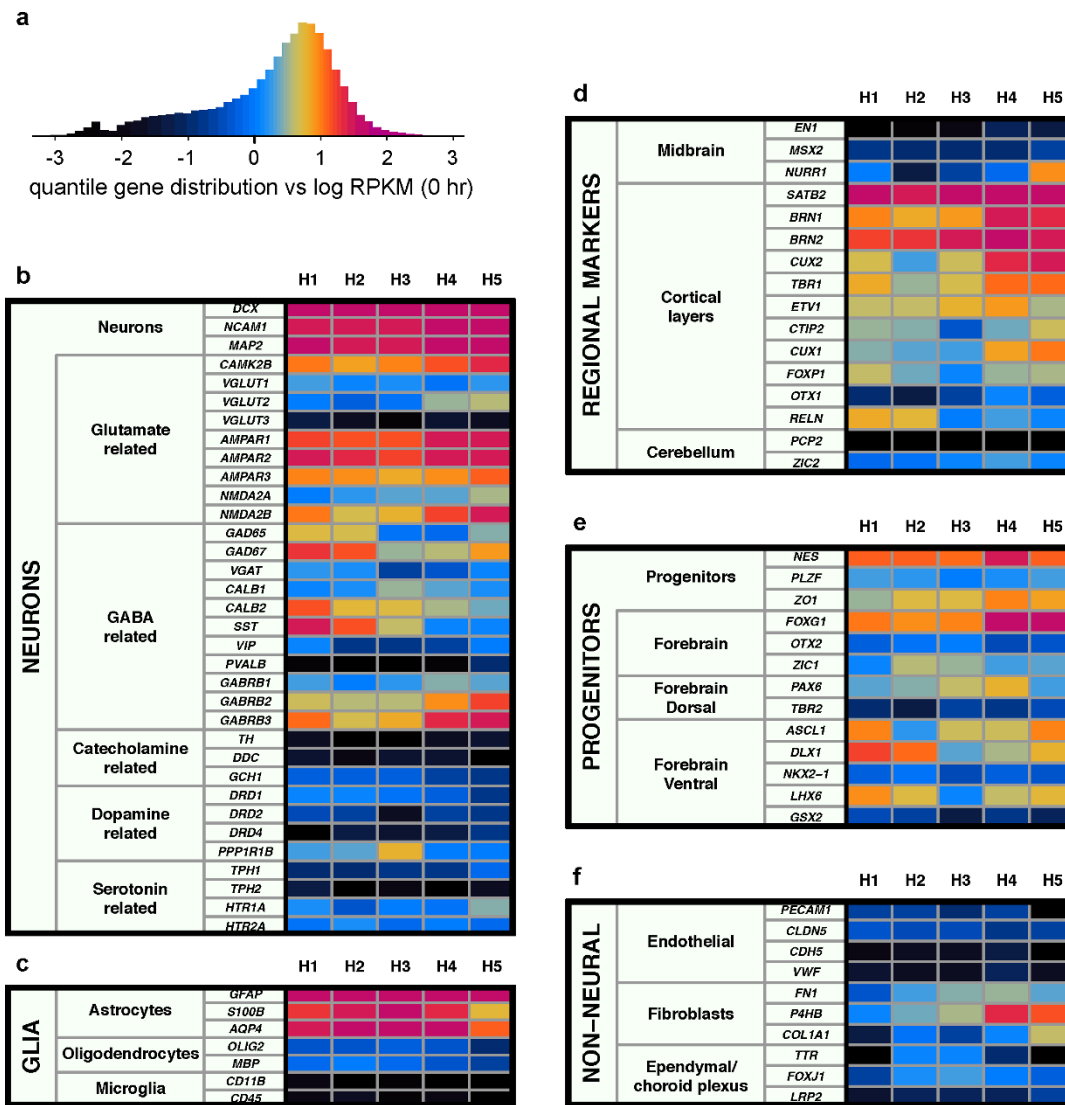 a
-3 -2 -1 0 1 2 3
quantile gene distribution vs log RPKM (0 hr)
b
H1 H2 H3 H4 H5
NEURONS
Neurons
DCX
NCAM1
MAP2
Glutamate
related
CAMK2B
VGLUT1
VGLUT2
VGLUT3
AMPAR1
AMPAR2
AMPAR3
NMDA2A
NMDA2B
GABA
related
GAD65
GAD67
VGAT
CALB1
CALB2
SST
VIP
PVALB
GABRB1
GABRB2
GABRB3
Catecholamine
related
TH
DDC
GCH1
Dopamine
related
DRD1
DRD2
DRD4
PPP1R1B
Serotonin
related
TPH1
TPH2
HTR1A
HTR2A
c
H1 H2 H3 H4 H5
GLIA
Astrocytes
GFAP
S100B
AQP4
Oligodendrocytes
OLIG2
MBP
Microglia
CD11B
CD45
d
H1 H2 H3 H4 H5
REGIONAL MARKERS
Midbrain
EN1
MSX2
NURR1
Cortical
layers
SATB2
BRN1
BRN2
CUX2
TBR1
ETV1
CTIP2
CUX1
FOXP1
OTX1
RELN
Cerebellum
PCP2
ZIC2
e
H1 H2 H3 H4 H5
PROGENITORS
Progenitors
NES
PLZF
ZO1
Forebrain
FOXG1
OTX2
ZIC1
Forebrain
Dorsal
PAX6
TBR2
Forebrain
Ventral
ASCL1
DLX1
NKX2-1
LHX6
GSX2
f
H1 H2 H3 H4 H5
NON-NEURAL
Endothelial
PECAM1
CLDN5
CDH5
VWF
Fibroblasts
FN1
P4HB
COL1A1
Ependymal/
choroid plexus
TTR
FOXJ1
LRP2